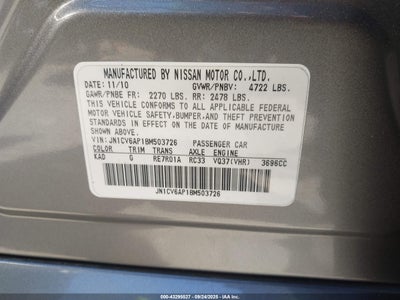 MANUFACTURED BY NISSAN MOTOR CO.,LTD.
DATE: 11/10 GVWR/PNBV: 4722 LBS.
GAWR/PNBE FR: 2270 LBS. RR: 2478 LBS.
THIS VEHICLE CONFORMS TO ALL APPLICABLE FEDERAL
MOTOR VEHICLE SAFETY,BUMPER,AND THEFT PREVENTION
STANDARDS IN EFFECT ON THE DATE OF MANUFACTURE
SHOWN ABOVE.
VIN: JN1CV6AP1BM503726 PASSENGER CAR
COLOR TRIM TRANS AXLE ENGINE
KAD G RE7R01A RC33 VQ37(VHR) 3696CC
JN1CV6AP1BM503726
000-43295537 - 09/24/2025 - IAAI.COM